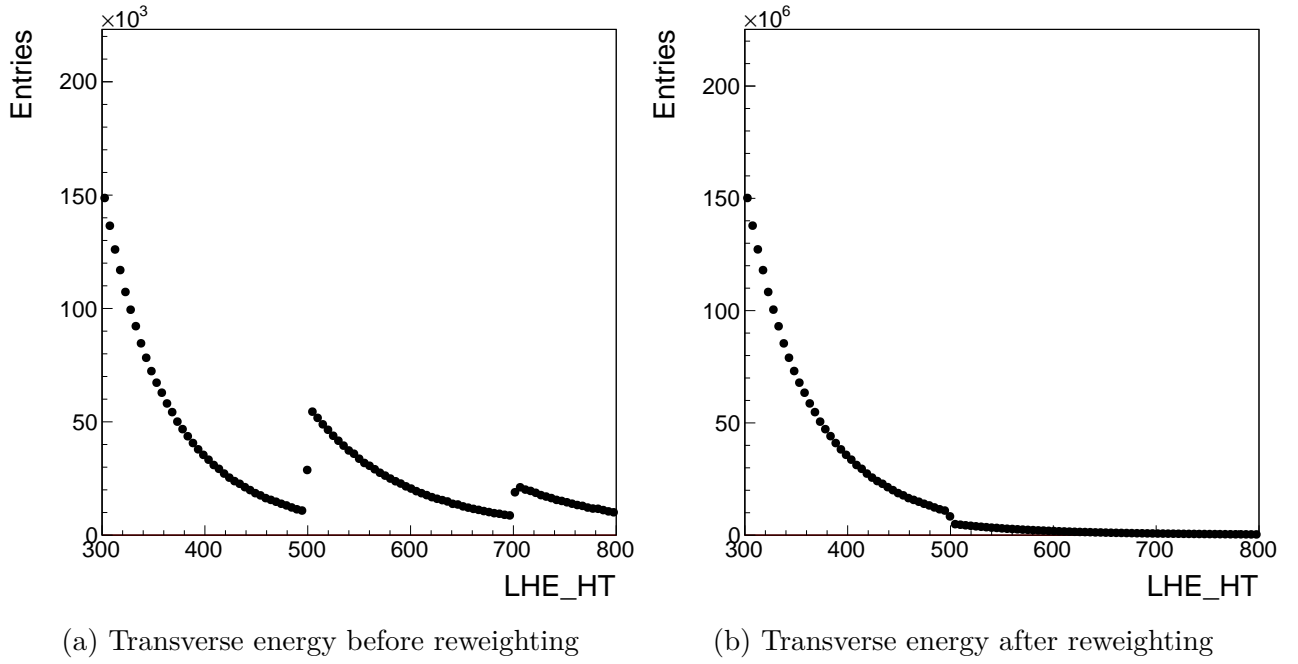 ×10³
Entries
200
150
100
50
0
300 400 500 600 700 800
LHE_HT
(a) Transverse energy before reweighting
×10⁶
Entries
200
150
100
50
0
300 400 500 600 700 800
LHE_HT
(b) Transverse energy after reweighting